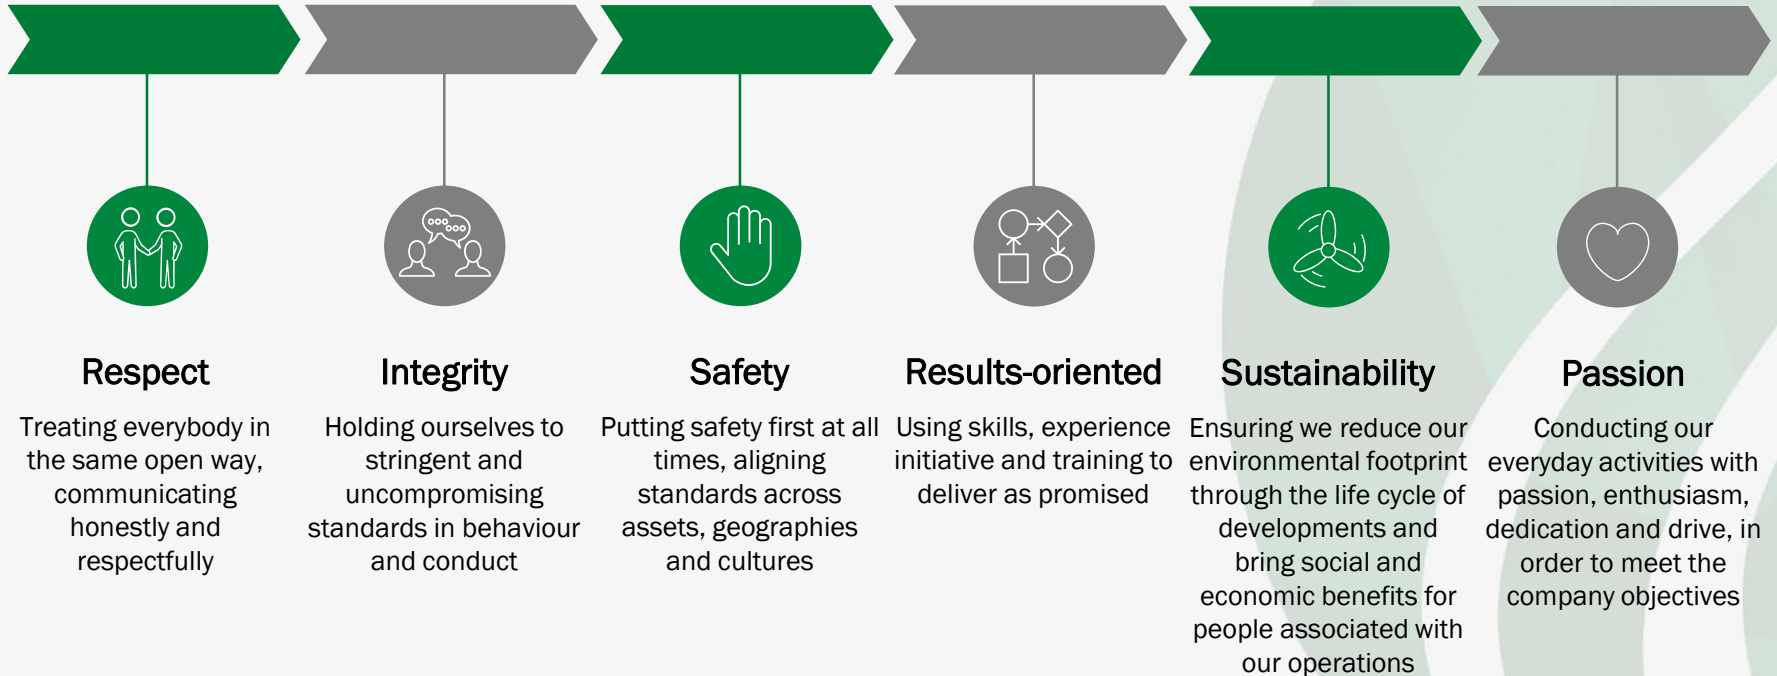 Respect
Treating everybody in
the same open way,
communicating
honestly and
respectfully
Integrity
Holding ourselves to
stringent and
uncompromising
standards in behaviour
and conduct
Safety
Putting safety first at all
times, aligning
standards across
assets, geographies
and cultures
Results-oriented
Using skills, experience
initiative and training to
deliver as promised
Sustainability
Ensuring we reduce our
environmental footprint
through the life cycle of
developments and
bring social and
economic benefits for
people associated with
our operations
Passion
Conducting our
everyday activities with
passion, enthusiasm,
dedication and drive, in
order to meet the
company objectives